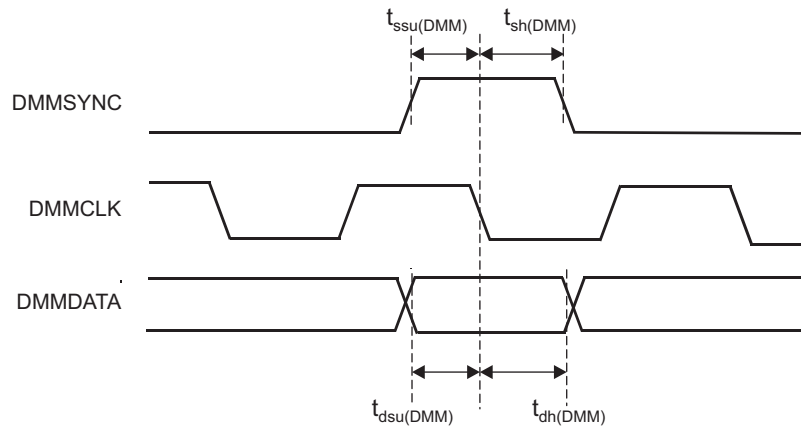 tssu(DMM) tsh(DMM)
DMMSYNC
DMMCLK
DMMDATA
tdsu(DMM) tdh(DMM)